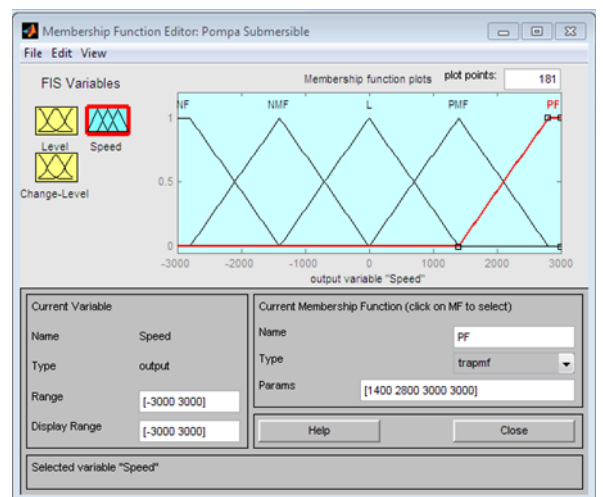 Membership Function Editor: Pompa Submersible
File Edit View
FIS Variables
Membership function plots plot points: 181
NF NMF L PMF PF
1
Level Speed
0.5
Change-Level
0
-3000 -2000 -1000 0 1000 2000 3000
output variable "Speed"
Current Variable
Name Speed
Type output
Range [-3000 3000]
Display Range [-3000 3000]
Current Membership Function (click on MF to select)
Name PF
Type trapmf
Params [1400 2800 3000 3000]
Help Close
Selected variable "Speed"